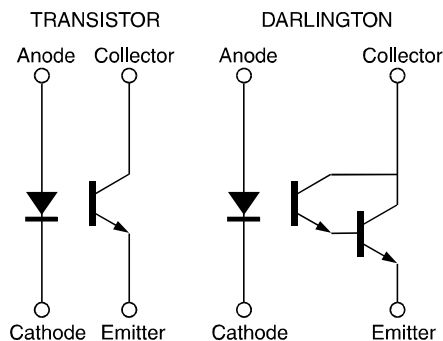 TRANSISTOR DARLINGTON
Anode Collector Anode Collector
Cathode Emitter Cathode Emitter